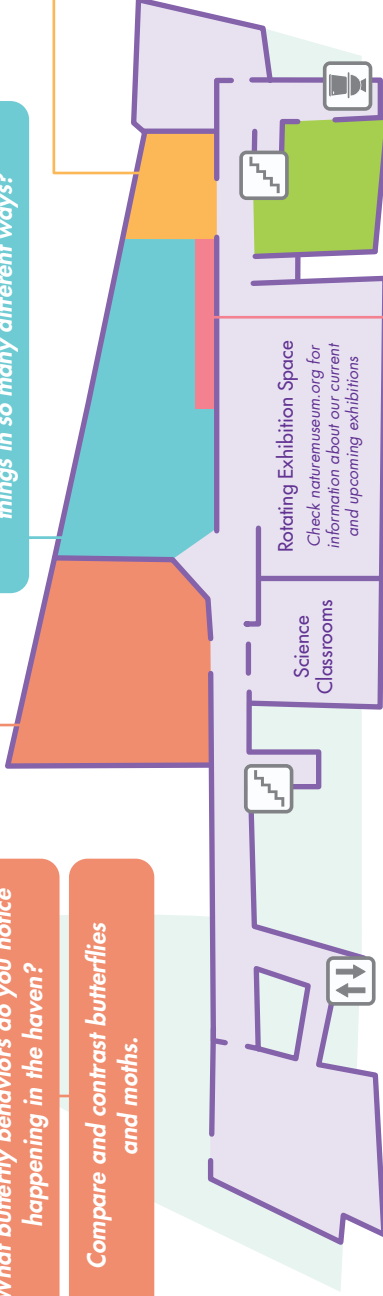 things in so many different ways?
What butterfly behaviors do you notice
happening in the haven?
Compare and contrast butterflies
and moths.
Rotating Exhibition Space
Check naturemuseum.org for
information about our current
and upcoming exhibitions
Science
Classrooms